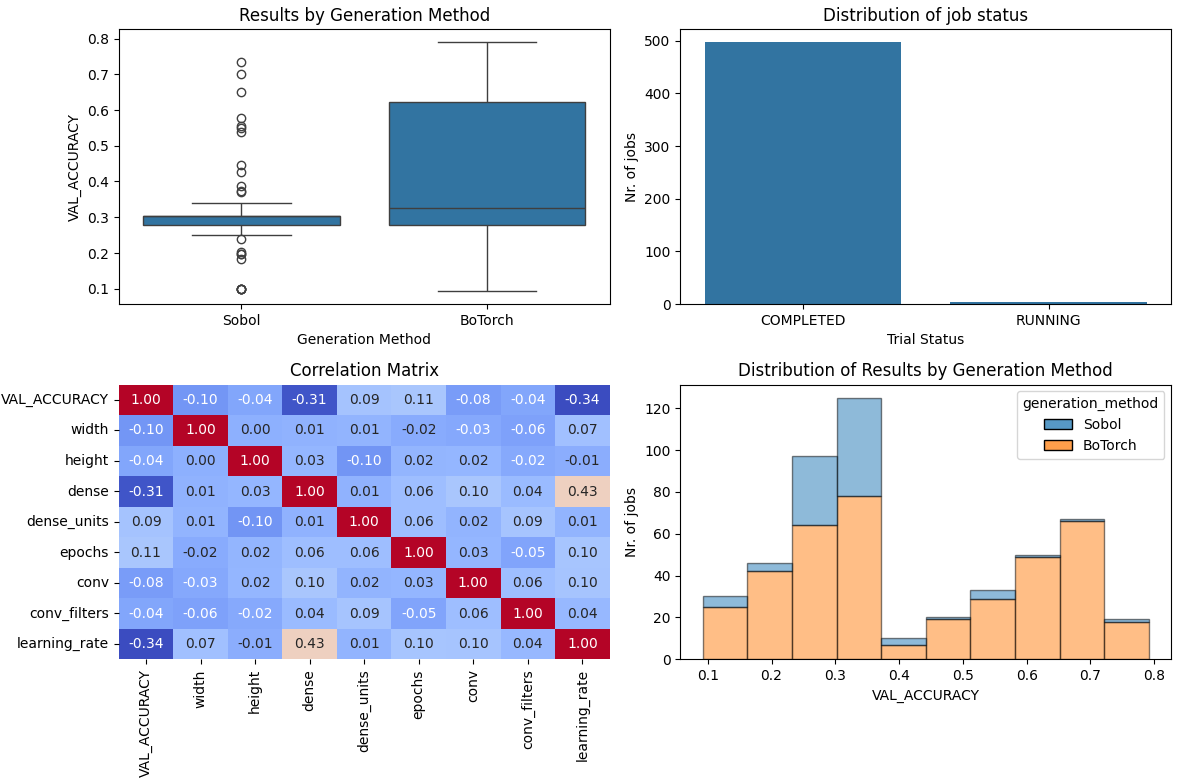 Results by Generation Method
VAL_ACCURACY
0.8
0.7
0.6
0.5
0.4
0.3
0.2
0.1
Sobol BoTorch
Generation Method
Distribution of job status
Nr. of jobs
500
400
300
200
100
0
COMPLETED RUNNING
Trial Status
Correlation Matrix
VAL_ACCURACY 1.00 -0.10 -0.04 -0.31 0.09 0.11 -0.08 -0.04 -0.34
width -0.10 1.00 0.00 0.01 0.01 -0.02 -0.03 -0.06 0.07
height -0.04 0.00 1.00 0.03 -0.10 0.02 0.02 -0.02 -0.01
dense -0.31 0.01 0.03 1.00 0.01 0.06 0.10 0.04 0.43
dense_units 0.09 0.01 -0.10 0.01 1.00 0.06 0.02 0.09 0.01
epochs 0.11 -0.02 0.02 0.06 0.06 1.00 0.03 -0.05 0.10
conv -0.08 -0.03 0.02 0.10 0.02 0.03 1.00 0.06 0.10
conv_filters -0.04 -0.06 -0.02 0.04 0.09 -0.05 0.06 1.00 0.04
learning_rate -0.34 0.07 -0.01 0.43 0.01 0.10 0.10 0.04 1.00
VAL_ACCURACY
width
height
dense
dense_units
epochs
conv
conv_filters
learning_rate
Distribution of Results by Generation Method
Nr. of jobs
120
100
80
60
40
20
0
generation_method
Sobol
BoTorch
0.1 0.2 0.3 0.4 0.5 0.6 0.7 0.8
VAL_ACCURACY